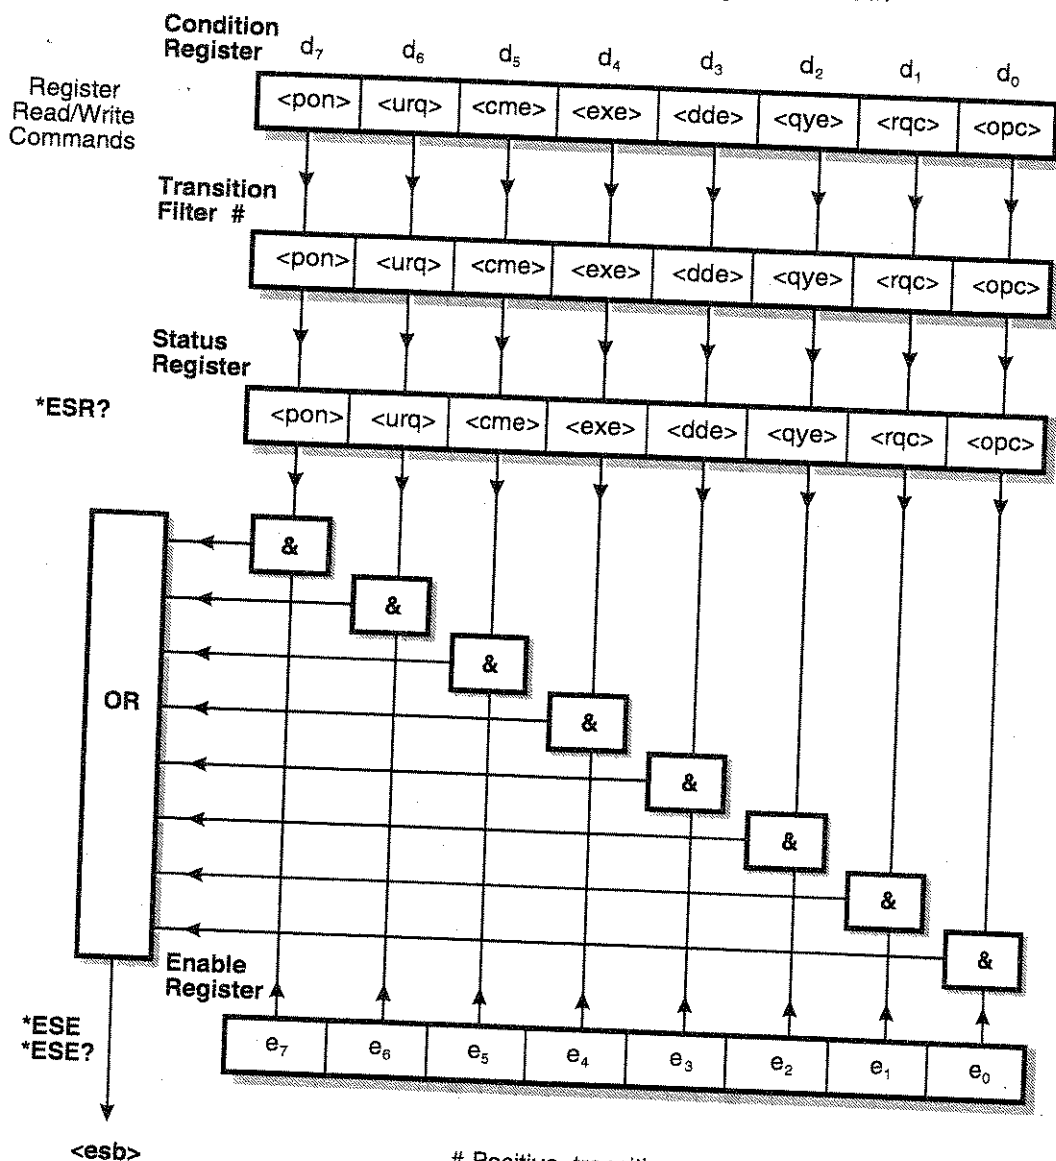 Condition
Register d₇ d₆ d₅ d₄ d₃ d₂ d₁ d₀
Register
Read/Write
Commands
<pon> <urq> <cme> <exe> <dde> <qye> <rqc> <opc>
Transition
Filter #
<pon> <urq> <cme> <exe> <dde> <qye> <rqc> <opc>
Status
Register
*ESR?
<pon> <urq> <cme> <exe> <dde> <qye> <rqc> <opc>
&
&
&
OR
&
&
&
&
&
Enable
Register
*ESE
*ESE?
e₇ e₆ e₅ e₄ e₃ e₂ e₁ e₀
<esb>
# Positive